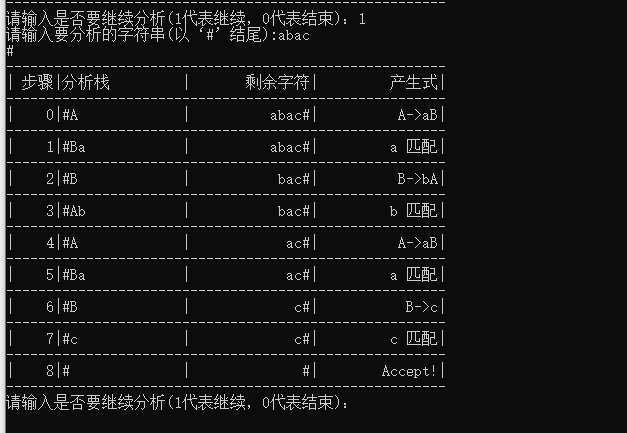 请输入是否要继续分析(1代表继续，0代表结束)：1
请输入要分析的字符串(以‘#’结尾):abac
#
| 步骤|分析栈 | 剩余字符| 产生式|
| 0|#A | abac#| A->aB|
| 1|#Ba | abac#| a 匹配|
| 2|#B | bac#| B->bA|
| 3|#Ab | bac#| b 匹配|
| 4|#A | ac#| A->aB|
| 5|#Ba | ac#| a 匹配|
| 6|#B | c#| B->c|
| 7|#c | c#| c 匹配|
| 8|# | #| Accept!|
请输入是否要继续分析(1代表继续，0代表结束)：